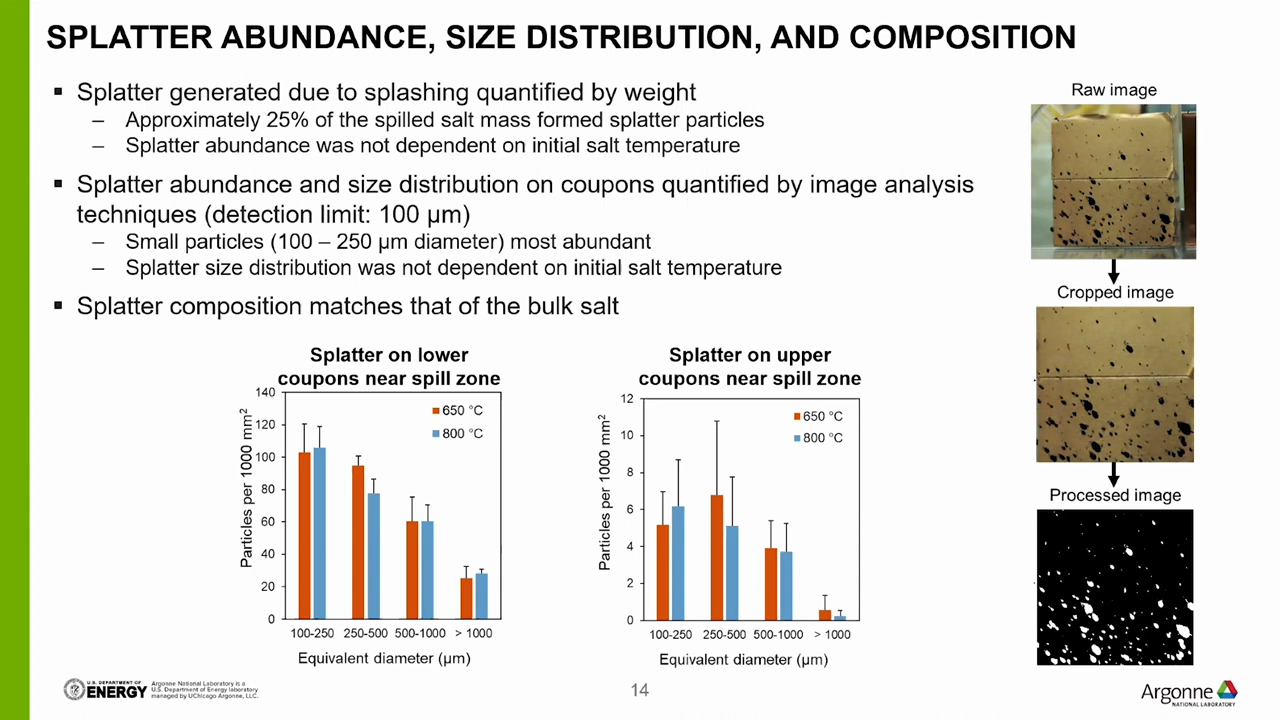 SPLATTER ABUNDANCE, SIZE DISTRIBUTION, AND COMPOSITION
▪ Splatter generated due to splashing quantified by weight
– Approximately 25% of the spilled salt mass formed splatter particles
– Splatter abundance was not dependent on initial salt temperature
▪ Splatter abundance and size distribution on coupons quantified by image analysis
techniques (detection limit: 100 µm)
– Small particles (100 – 250 µm diameter) most abundant
– Splatter size distribution was not dependent on initial salt temperature
▪ Splatter composition matches that of the bulk salt
Raw image
Cropped image
Processed image
Splatter on lower
coupons near spill zone
Particles per 1000 mm²
140
120
100
80
60
40
20
0
650 °C
800 °C
100-250 250-500 500-1000 > 1000
Equivalent diameter (µm)
Splatter on upper
coupons near spill zone
Particles per 1000 mm²
12
10
8
6
4
2
0
650 °C
800 °C
100-250 250-500 500-1000 > 1000
Equivalent diameter (µm)
U.S. DEPARTMENT OF
ENERGY
Argonne National Laboratory is a
U.S. Department of Energy laboratory
managed by UChicago Argonne, LLC.
14
Argonne
NATIONAL LABORATORY